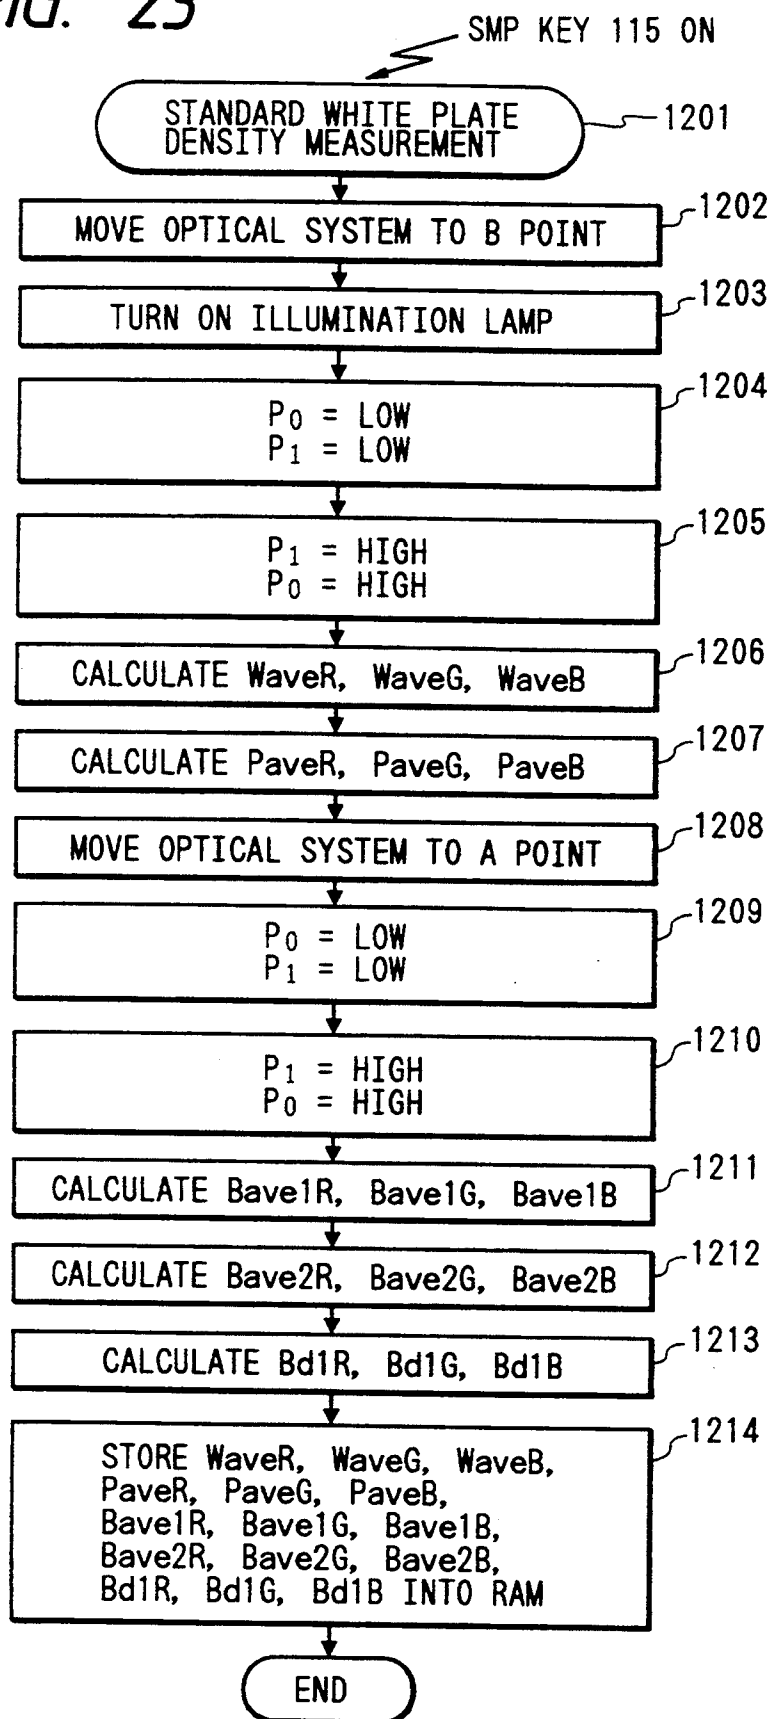 FIG. 23
SMP KEY 115 ON
STANDARD WHITE PLATE
DENSITY MEASUREMENT
1201
MOVE OPTICAL SYSTEM TO B POINT
1202
TURN ON ILLUMINATION LAMP
1203
P0 = LOW
P1 = LOW
1204
P1 = HIGH
P0 = HIGH
1205
CALCULATE WaveR, WaveG, WaveB
1206
CALCULATE PaveR, PaveG, PaveB
1207
MOVE OPTICAL SYSTEM TO A POINT
1208
P0 = LOW
P1 = LOW
1209
P1 = HIGH
P0 = HIGH
1210
CALCULATE Bave1R, Bave1G, Bave1B
1211
CALCULATE Bave2R, Bave2G, Bave2B
1212
CALCULATE Bd1R, Bd1G, Bd1B
1213
STORE WaveR, WaveG, WaveB,
PaveR, PaveG, PaveB,
Bave1R, Bave1G, Bave1B,
Bave2R, Bave2G, Bave2B,
Bd1R, Bd1G, Bd1B INTO RAM
1214
END